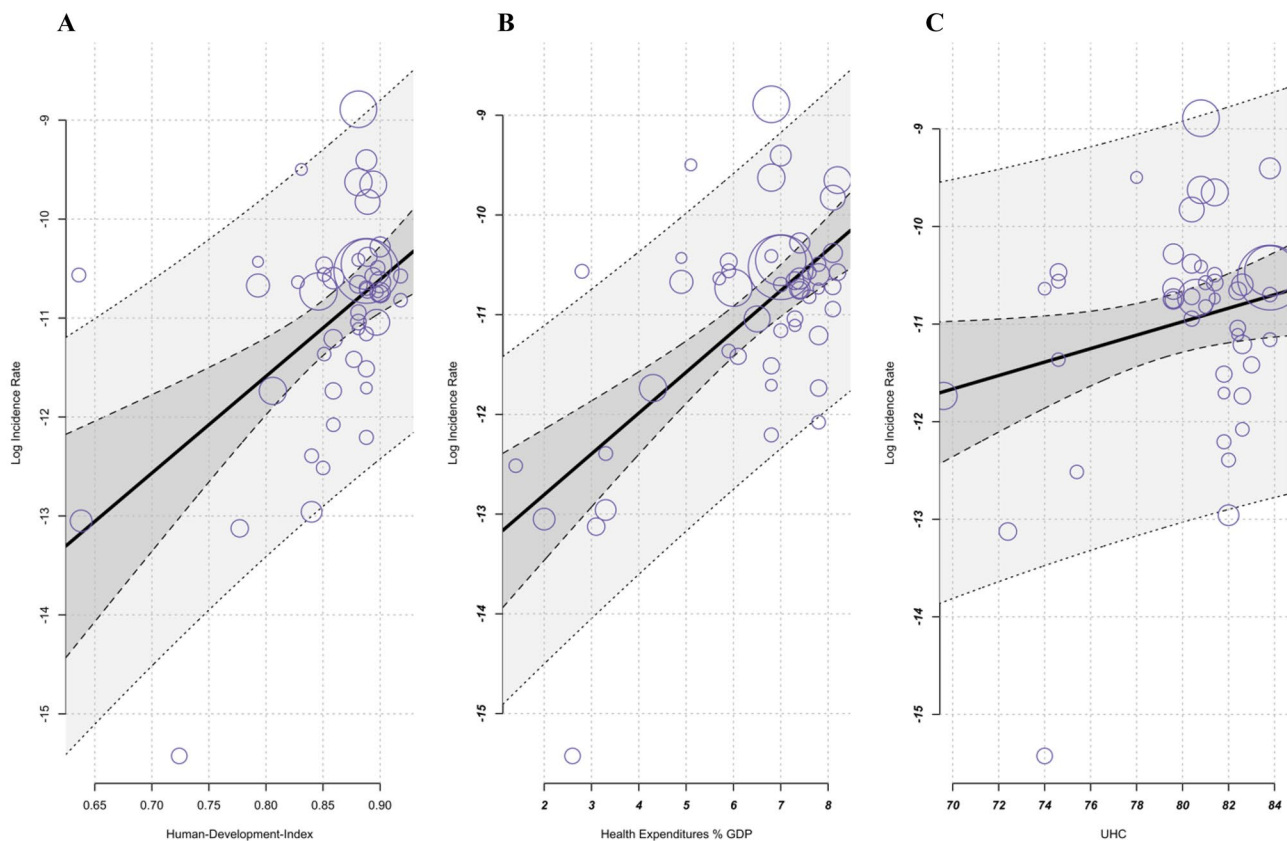 A
B
C
Log Incidence Rate
-9
-10
-11
-12
-13
-14
-15
0.65 0.70 0.75 0.80 0.85 0.90
Human-Development-Index
Log Incidence Rate
-9
-10
-11
-12
-13
-14
-15
2 3 4 5 6 7 8
Health Expenditures % GDP
Log Incidence Rate
-9
-10
-11
-12
-13
-14
-15
70 72 74 76 78 80 82 84
UHC